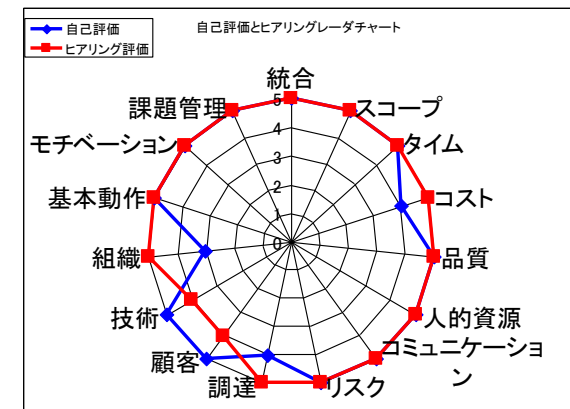 自己評価とヒアリングレーダチャート
自己評価
ヒアリング評価
統合
スコープ
タイム
コスト
品質
人的資源
コミュニケーショ
ン
リスク
調達
顧客
技術
組織
基本動作
モチベーション
課題管理
5
4
3
2
1
0